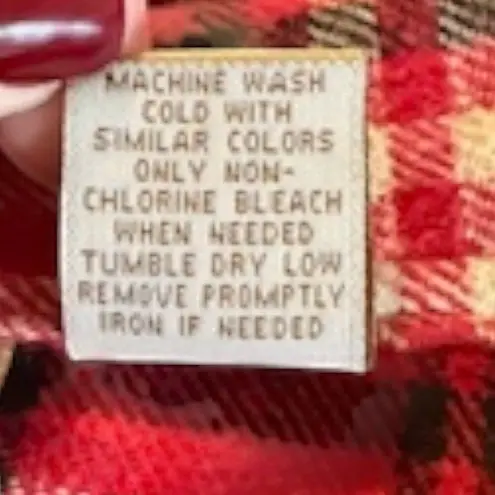 MACHINE WASH
COLD WITH
SIMILAR COLORS
ONLY NON-
CHLORINE BLEACH
WHEN NEEDED
TUMBLE DRY LOW
REMOVE PROMPTLY
IRON IF NEEDED